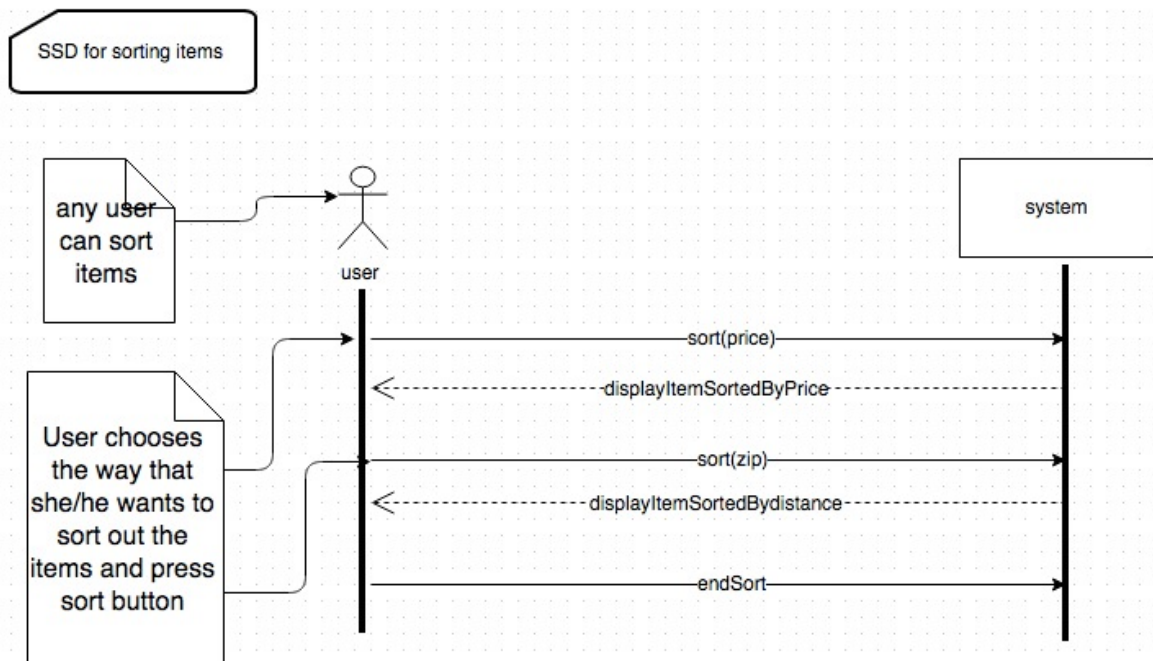 SSD for sorting items
any user
can sort
items
user
system
sort(price)
displayItemSortedByPrice
User chooses
the way that
she/he wants to
sort out the
items and press
sort button
sort(zip)
displayItemSortedBydistance
endSort